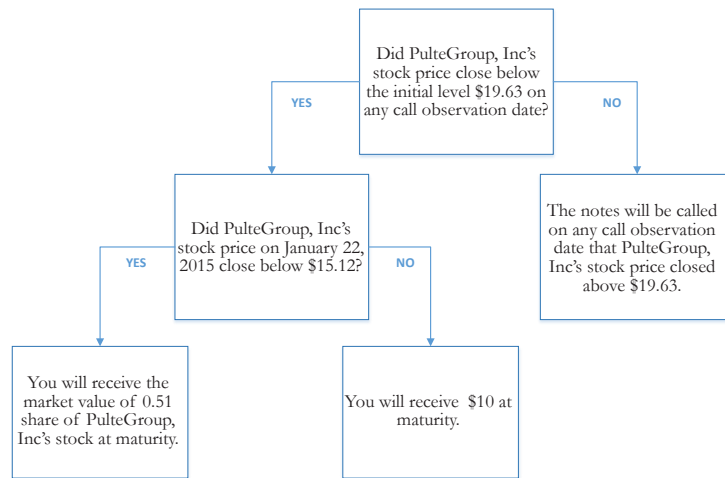 Did PulteGroup, Inc's
stock price close below
the initial level $19.63 on
any call observation date?
YES
NO
Did PulteGroup, Inc's
stock price on January 22,
2015 close below $15.12?
The notes will be called
on any call observation
date that PulteGroup,
Inc's stock price closed
above $19.63.
YES
NO
You will receive the
market value of 0.51
share of PulteGroup,
Inc's stock at maturity.
You will receive $10 at
maturity.